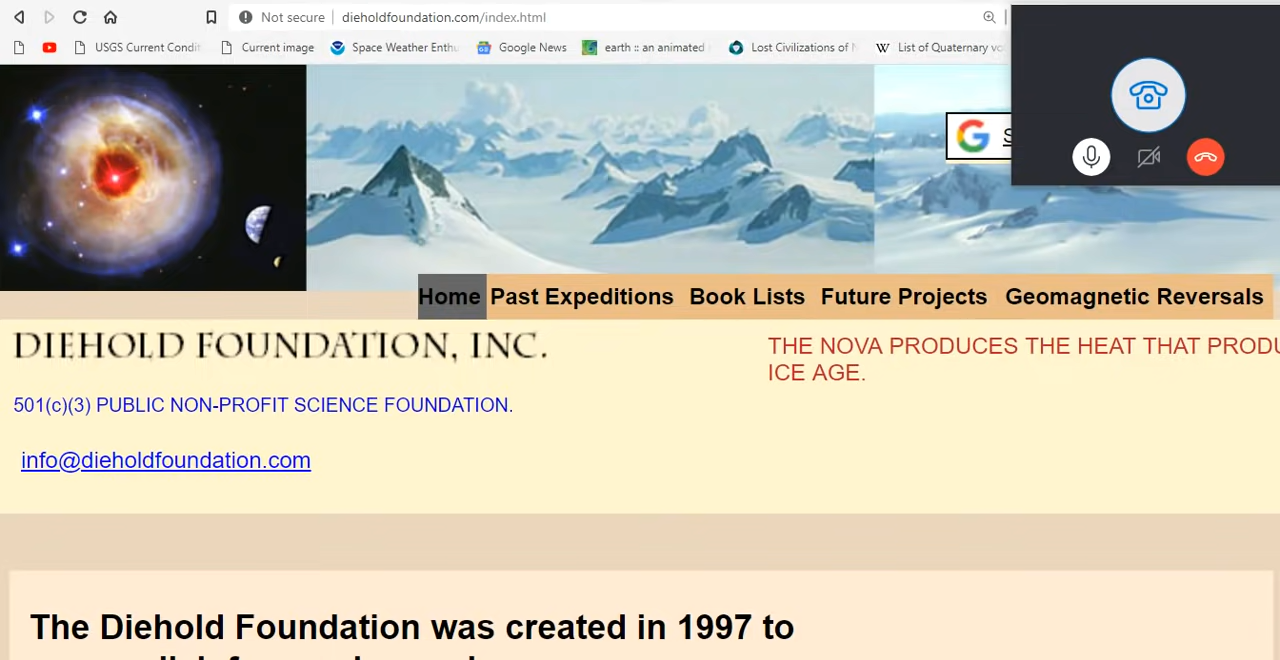 Not secure dieholdfoundation.com/index.html
USGS Current Condit Current image Space Weather Enthu Google News earth :: an animated Lost Civilizations of List of Quaternary vo
Home Past Expeditions Book Lists Future Projects Geomagnetic Reversals
DIEHOLD FOUNDATION, INC.
THE NOVA PRODUCES THE HEAT THAT PRODU
ICE AGE.
501(c)(3) PUBLIC NON-PROFIT SCIENCE FOUNDATION.
info@dieholdfoundation.com
The Diehold Foundation was created in 1997 to